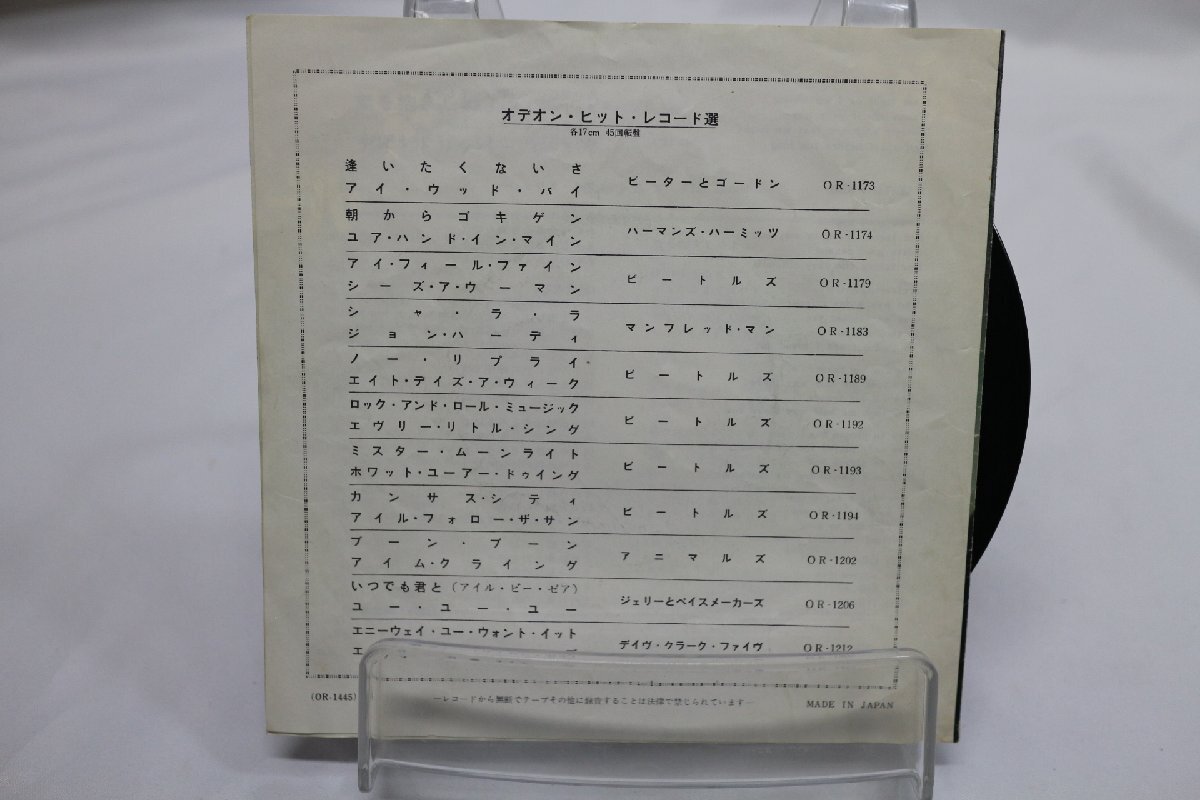 オデオン・ヒット・レコード選
各17cm 45回転盤
逢いたくないさ
アイ・ウッド・バイ
ピーターとゴードン OR-1173
朝からゴキゲン
ユア・ハンド・イン・マイン
ハーマンズ・ハーミッツ OR-1174
アイ・フィール・ファイン
シーズ・ア・ウーマン
ビートルズ OR-1179
シャ・ラ・ラ
ジョン・ハーディ
マンフレッド・マン OR-1183
ノー・リプライ
エイト・デイズ・ア・ウィーク
ビートルズ OR-1189
ロック・アンド・ロール・ミュージック
エヴリー・リトル・シング
ビートルズ OR-1192
ミスター・ムーンライト
ホワット・ユーアー・ドゥイング
ビートルズ OR-1193
カンサス・シティ
アイル・フォロー・ザ・サン
ビートルズ OR-1194
ブーン・ブーン
アイム・クライング
アニマルズ OR-1202
いつでも君と（アイル・ビー・ゼア）
ユー・ユー・ユー
ジェリーとペイスメーカーズ OR-1206
エニーウェイ・ユー・ウォント・イット
デイヴ・クラーク・ファイヴ OR-1212
(OR-1445)
―レコードから無断でテープその他に録音することは法律で禁じられています―
MADE IN JAPAN